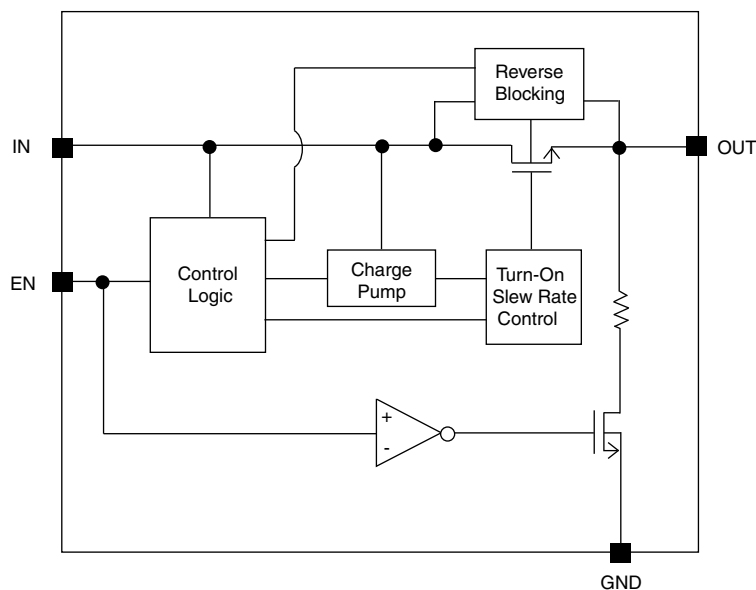 Reverse
Blocking
IN
OUT
EN
Control
Logic
Charge
Pump
Turn-On
Slew Rate
Control
+
-
GND